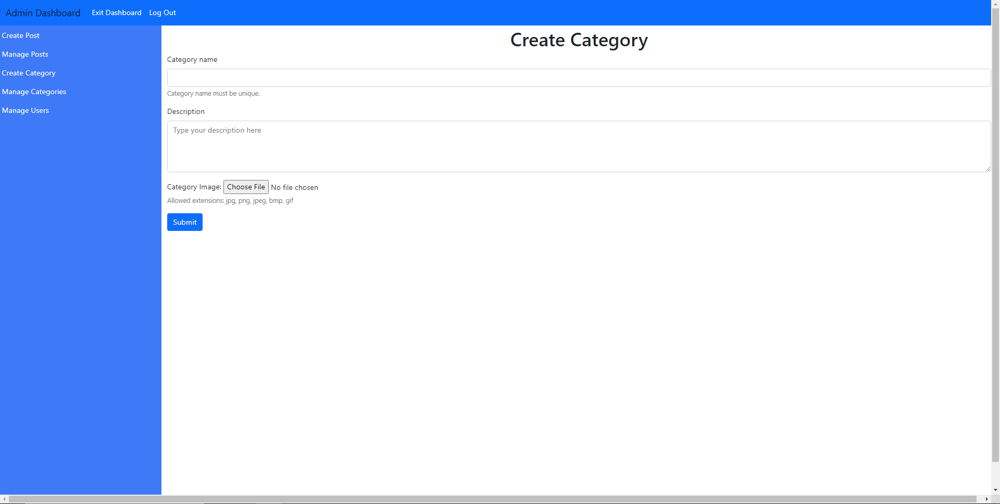 Admin Dashboard Exit Dashboard Log Out
Create Post
Manage Posts
Create Category
Manage Categories
Manage Users
Create Category
Category name
Category name must be unique.
Description
Type your description here
Category Image: Choose File No file chosen
Allowed extensions: jpg, png, jpeg, bmp, gif
Submit